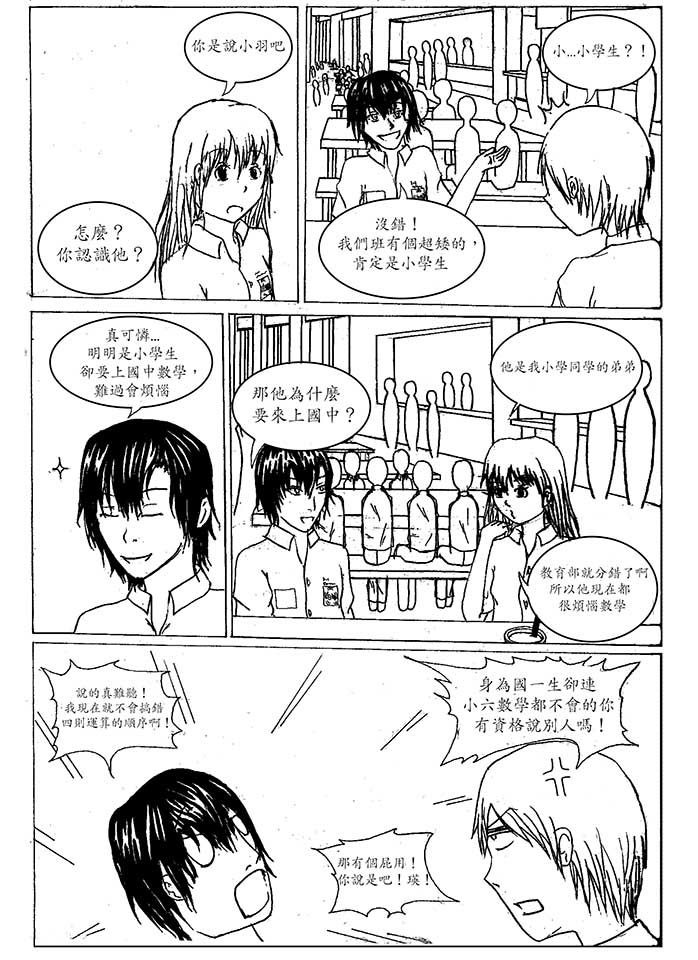 小...小學生？！
沒錯！
我們班有個超矮的，
肯定是小學生
你是說小羽吧
怎麼？
你認識他？
他是我小學同學的弟弟
那他為什麼
要來上國中？
教育部就分錯了啊
所以他現在都
很煩惱數學
真可憐...
明明是小學生
卻要上國中數學，
難過會煩惱
身為國一生卻連
小六數學都不會的你
有資格說別人嗎！
說的真難聽！
我現在就不會搞錯
四則運算的順序啊！
那有個屁用！
你說是吧！瑛！